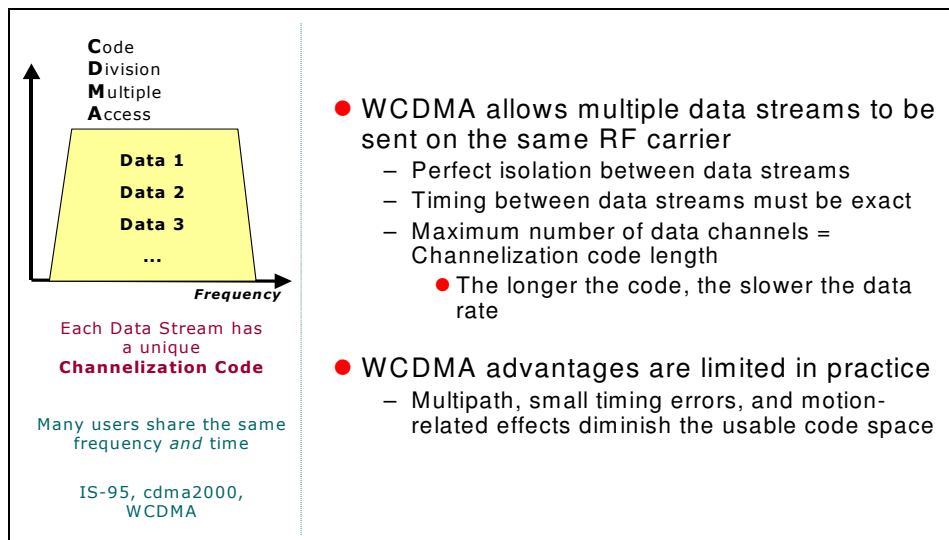 Code
Division
Multiple
Access
Data 1
Data 2
Data 3
...
Frequency
Each Data Stream has
a unique
Channelization Code
Many users share the same
frequency and time
IS-95, cdma2000,
WCDMA
● WCDMA allows multiple data streams to be
sent on the same RF carrier
– Perfect isolation between data streams
– Timing between data streams must be exact
– Maximum number of data channels =
Channelization code length
● The longer the code, the slower the data
rate
● WCDMA advantages are limited in practice
– Multipath, small timing errors, and motion-
related effects diminish the usable code space